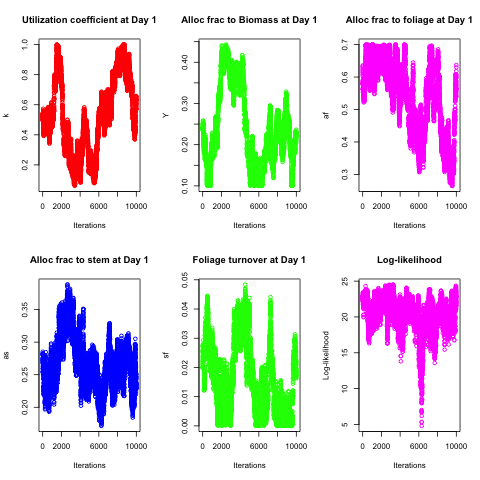 Utilization coefficient at Day 1
k
0.2 0.4 0.6 0.8 1.0
0 2000 6000 10000
Iterations
Alloc frac to Biomass at Day 1
Y
0.10 0.20 0.30 0.40
0 2000 6000 10000
Iterations
Alloc frac to foliage at Day 1
af
0.3 0.4 0.5 0.6 0.7
0 2000 6000 10000
Iterations
Alloc frac to stem at Day 1
as
0.20 0.25 0.30 0.35
0 2000 6000 10000
Iterations
Foliage turnover at Day 1
sf
0.00 0.01 0.02 0.03 0.04 0.05
0 2000 6000 10000
Iterations
Log-likelihood
Log-likelihood
5 10 15 20 25
0 2000 6000 10000
Iterations